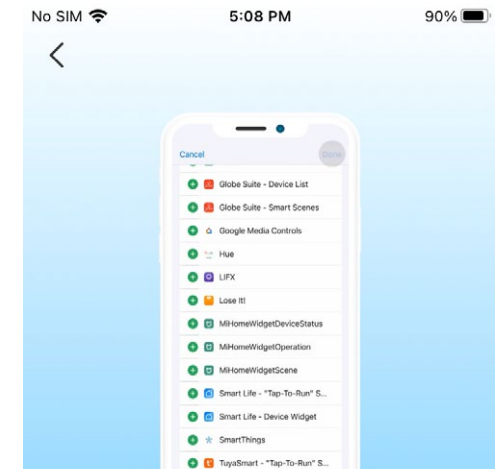 No SIM 5:08 PM 90%
Cancel Done
Globe Suite - Device List
Globe Suite - Smart Scenes
Google Media Controls
Hue
LIFX
Lose It!
MiHomeWidgetDeviceStatus
MiHomeWidgetOperation
MiHomeWidgetScene
Smart Life - "Tap-To-Run" S...
Smart Life - Device Widget
SmartThings
TuyaSmart - "Tap-To-Run" S...